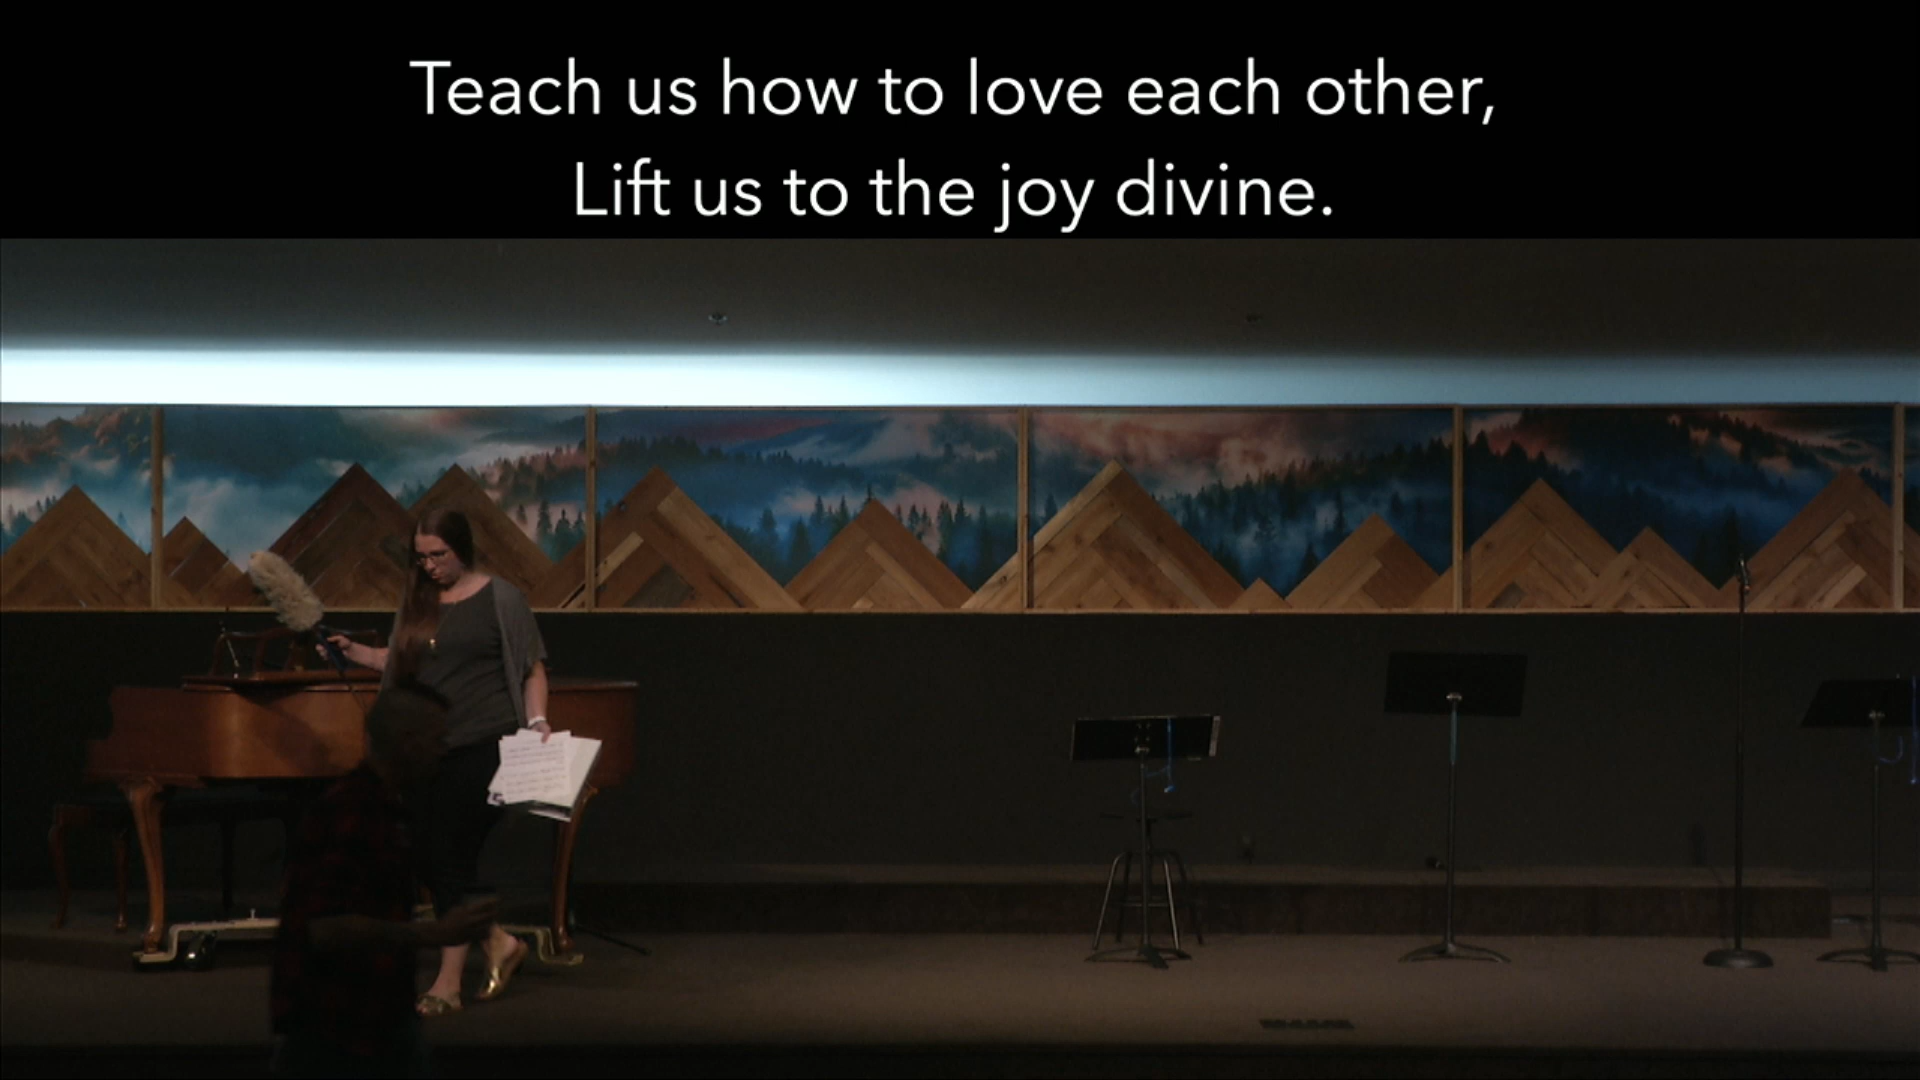 Teach us how to love each other,
Lift us to the joy divine.